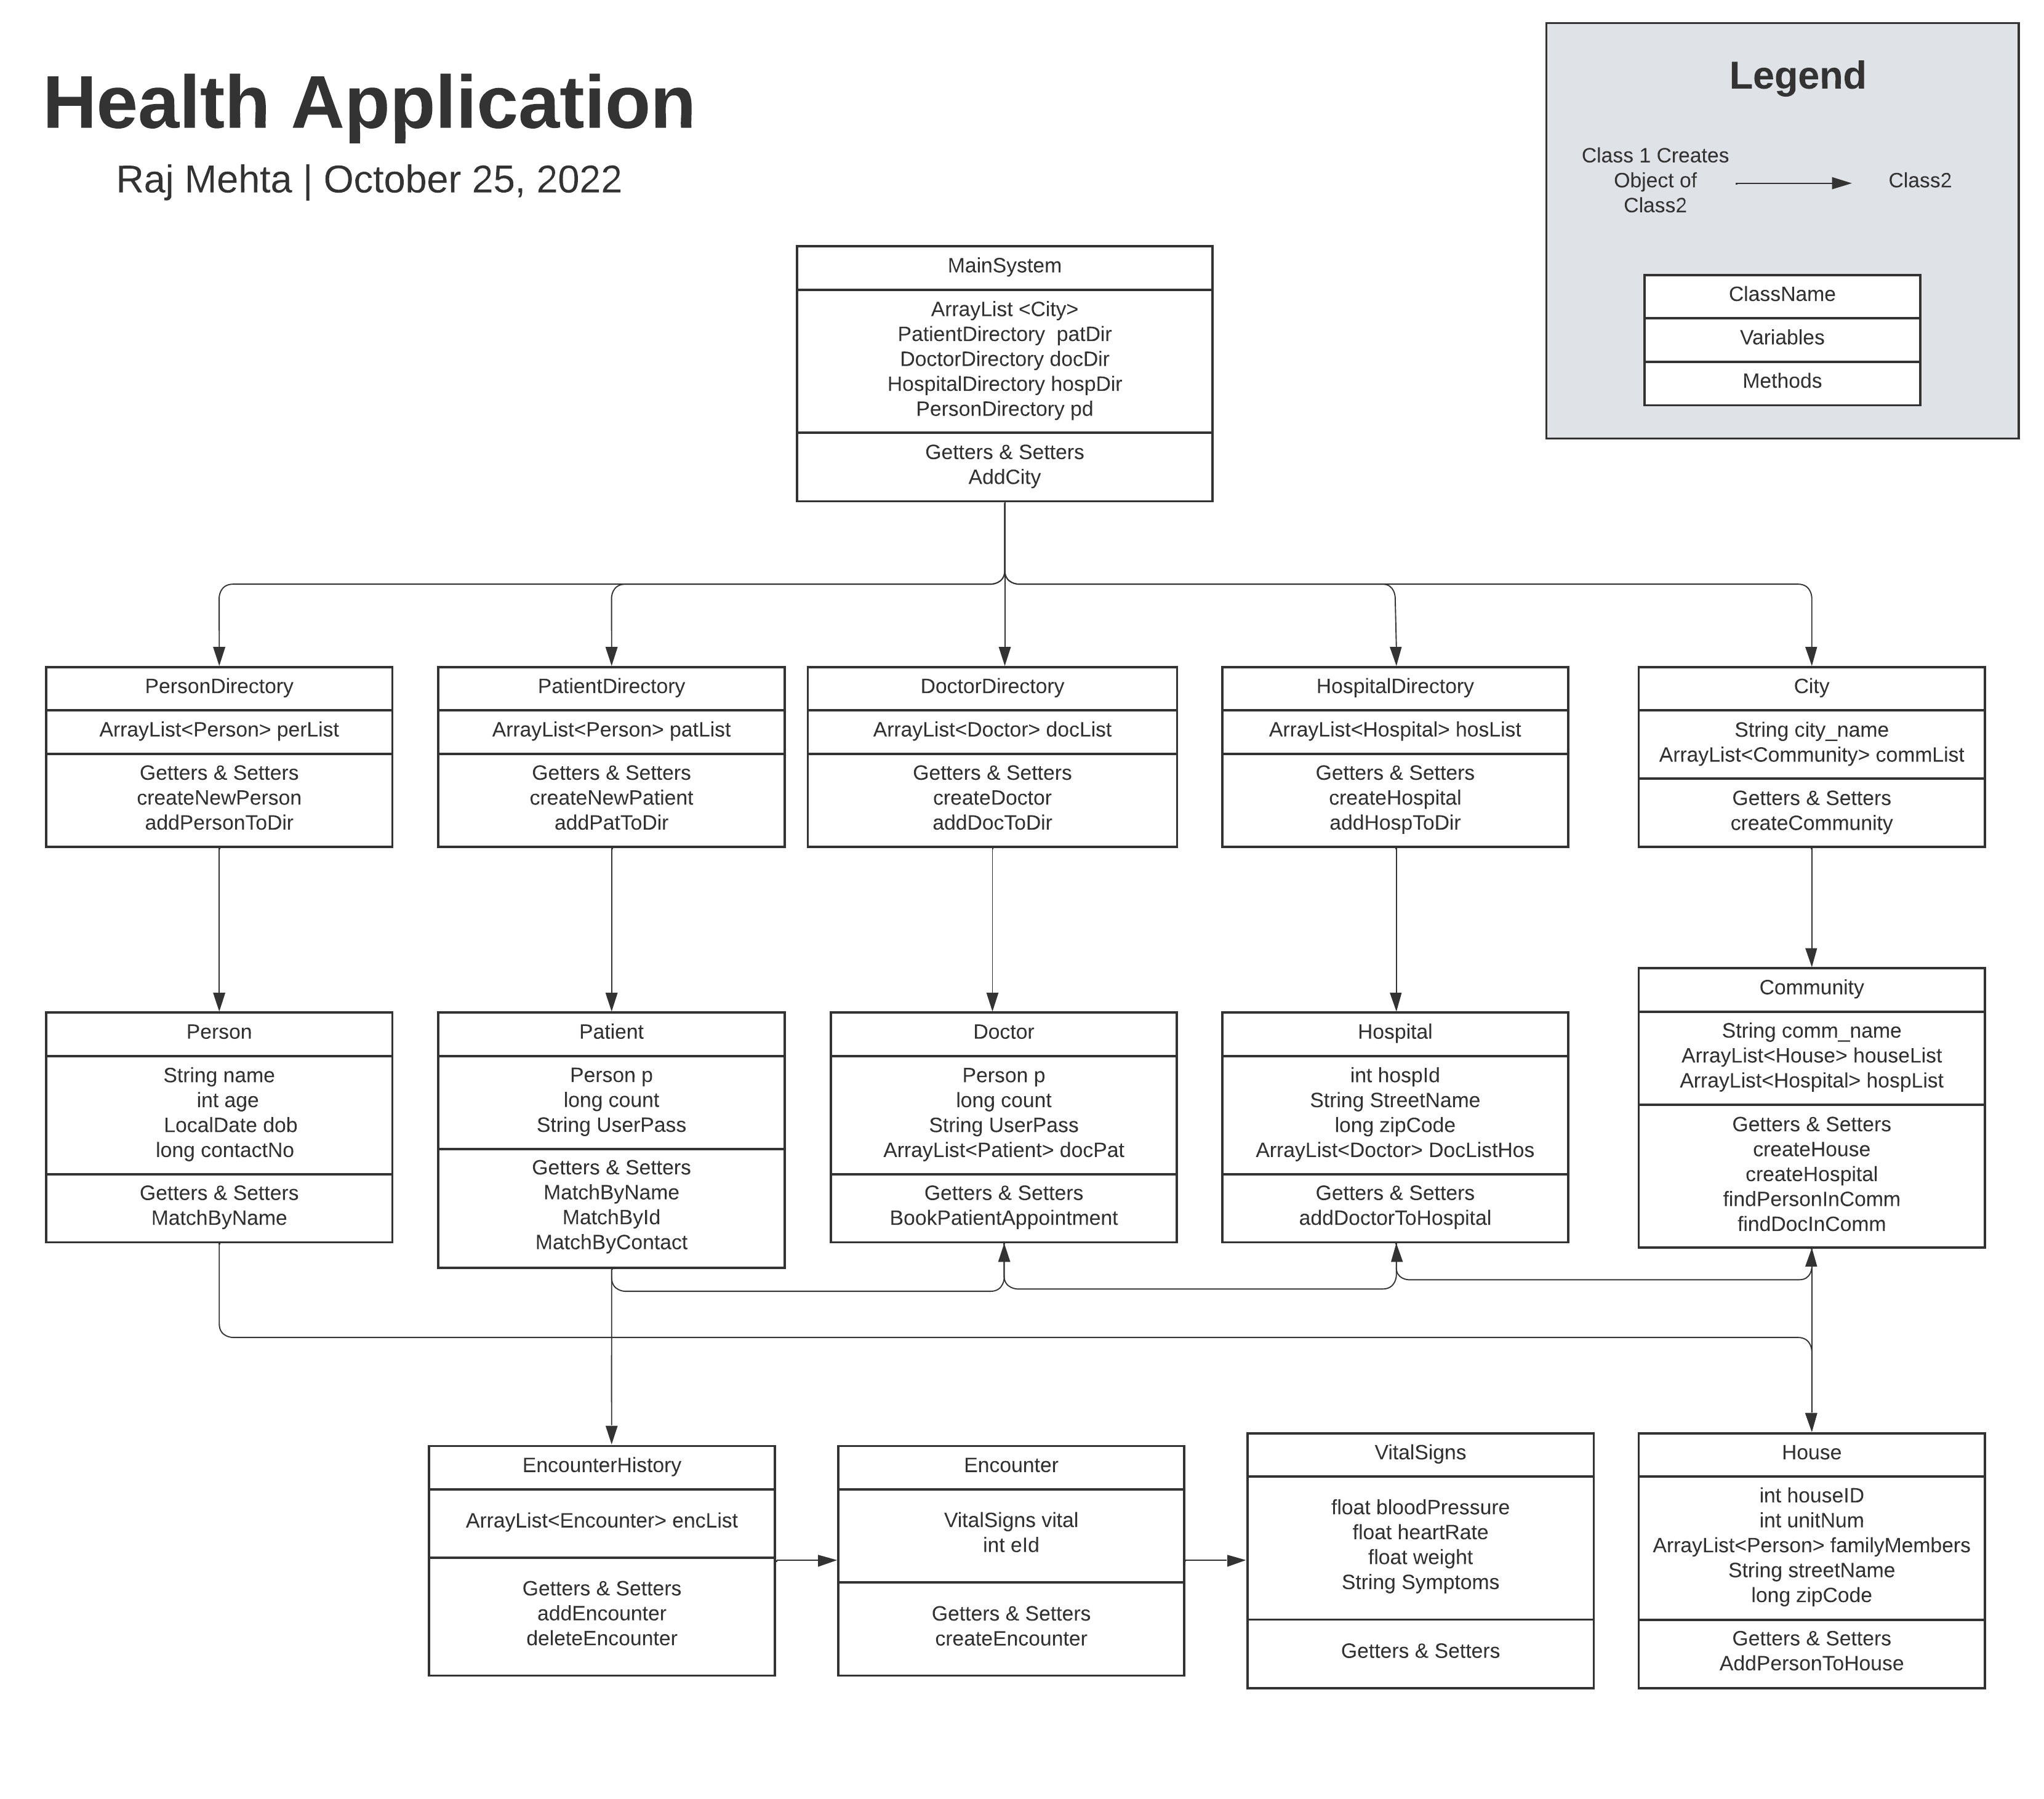 Health Application
Raj Mehta | October 25, 2022
Legend
Class 1 Creates
Object of
Class2
Class2
ClassName
Variables
Methods
MainSystem
ArrayList <City>
PatientDirectory  patDir
DoctorDirectory docDir
HospitalDirectory hospDir
PersonDirectory pd
Getters & Setters
AddCity
PersonDirectory
ArrayList<Person> perList
Getters & Setters
createNewPerson
addPersonToDir
PatientDirectory
ArrayList<Person> patList
Getters & Setters
createNewPatient
addPatToDir
DoctorDirectory
ArrayList<Doctor> docList
Getters & Setters
createDoctor
addDocToDir
HospitalDirectory
ArrayList<Hospital> hosList
Getters & Setters
createHospital
addHospToDir
City
String city_name
ArrayList<Community> commList
Getters & Setters
createCommunity
Person
String name
int age
LocalDate dob
long contactNo
Getters & Setters
MatchByName
Patient
Person p
long count
String UserPass
Getters & Setters
MatchByName
MatchById
MatchByContact
Doctor
Person p
long count
String UserPass
ArrayList<Patient> docPat
Getters & Setters
BookPatientAppointment
Hospital
int hospId
String StreetName
long zipCode
ArrayList<Doctor> DocListHos
Getters & Setters
addDoctorToHospital
Community
String comm_name
ArrayList<House> houseList
ArrayList<Hospital> hospList
Getters & Setters
createHouse
createHospital
findPersonInComm
findDocInComm
EncounterHistory
ArrayList<Encounter> encList
Getters & Setters
addEncounter
deleteEncounter
Encounter
VitalSigns vital
int eId
Getters & Setters
createEncounter
VitalSigns
float bloodPressure
float heartRate
float weight
String Symptoms
Getters & Setters
House
int houseID
int unitNum
ArrayList<Person> familyMembers
String streetName
long zipCode
Getters & Setters
AddPersonToHouse